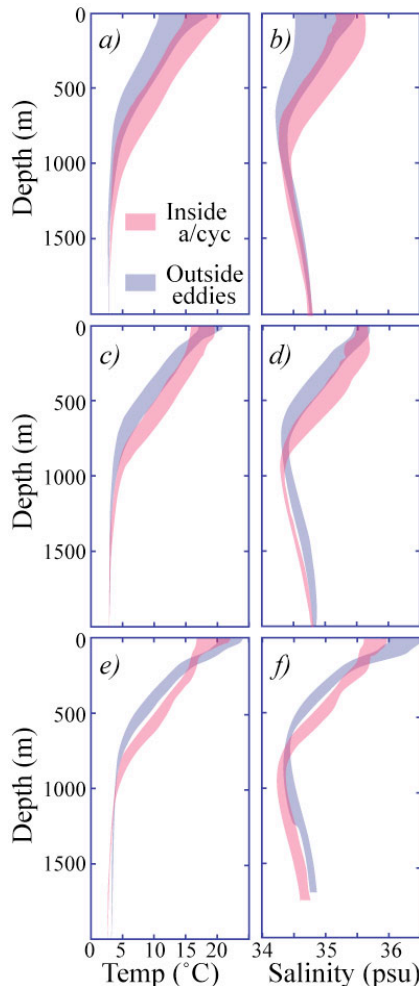 0
500
1000
1500
Depth (m)
a)
b)
Inside
a/cyc
Outside
eddies
0
500
1000
1500
Depth (m)
c)
d)
0
500
1000
1500
Depth (m)
e)
f)
0 5 10 15 20 34 35 36
Temp (˚C) Salinity (psu)